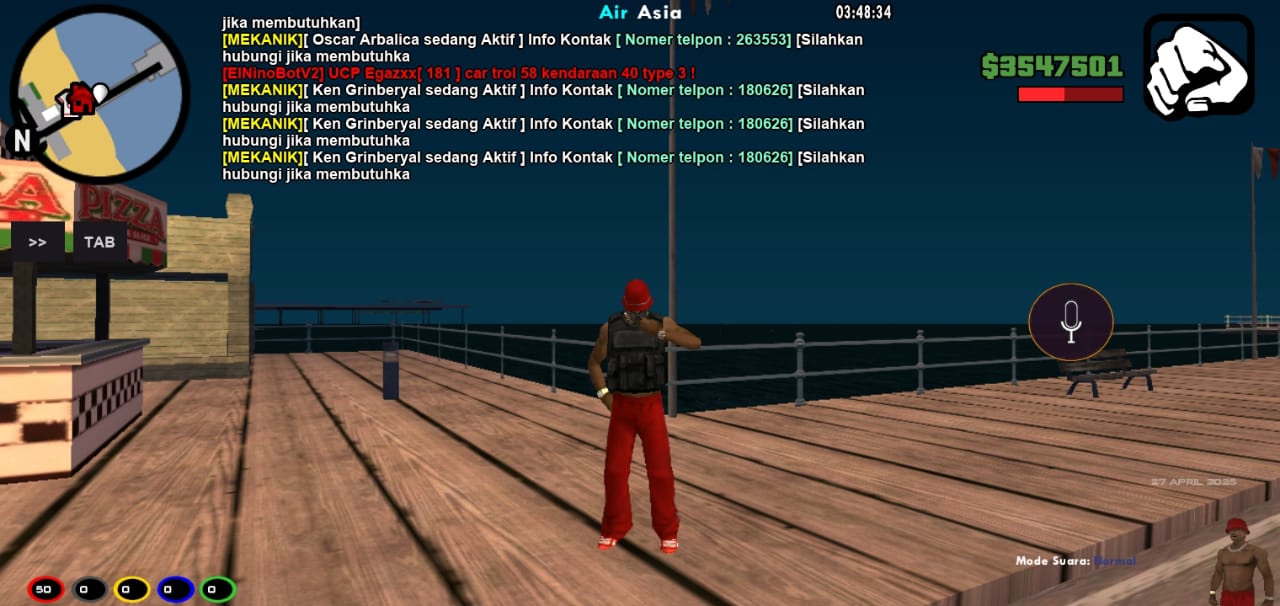 jika membutuhkan]
Air Asia
03:48:34
[MEKANIK][ Oscar Arbalica sedang Aktif ] Info Kontak [ Nomer telpon : 263553] [Silahkan
hubungi jika membutuhka
[ElNinoBotV2] UCP Egazxx[ 181 ] car trol 58 kendaraan 40 type 3 !
[MEKANIK][ Ken Grinberyal sedang Aktif ] Info Kontak [ Nomer telpon : 180626] [Silahkan
hubungi jika membutuhka
[MEKANIK][ Ken Grinberyal sedang Aktif ] Info Kontak [ Nomer telpon : 180626] [Silahkan
hubungi jika membutuhka
[MEKANIK][ Ken Grinberyal sedang Aktif ] Info Kontak [ Nomer telpon : 180626] [Silahkan
hubungi jika membutuhka
$3547501
N
PIZZA
>>
TAB
27 APRIL 2025
Mode Suara: Normal
50
0
0
0
0